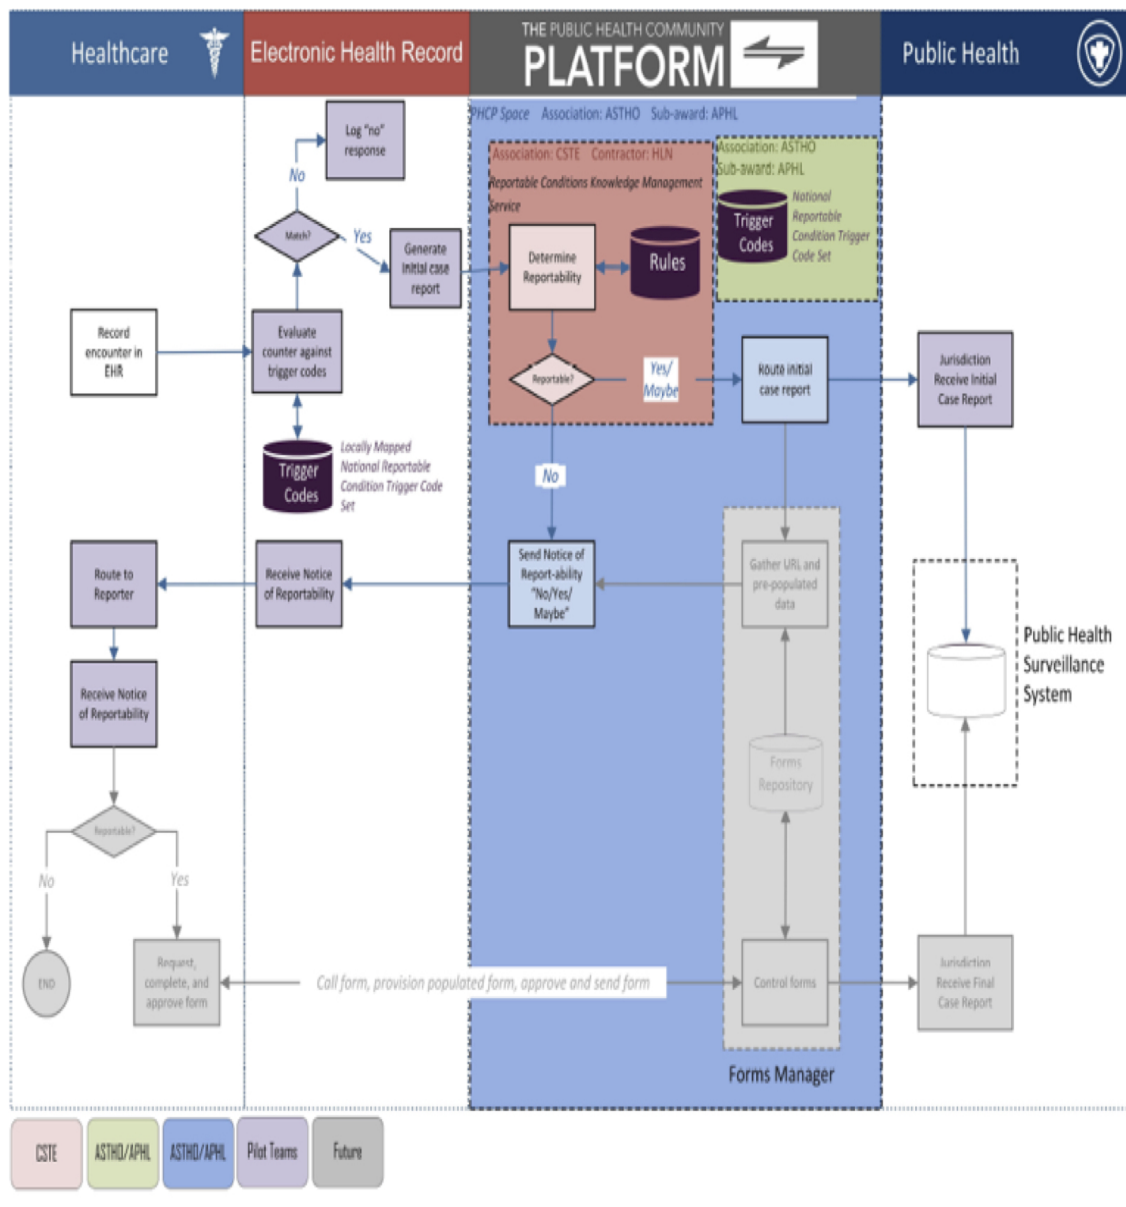 Healthcare
Electronic Health Record
THE PUBLIC HEALTH COMMUNITY
PLATFORM
Public Health
PHCP Space Association: ASTHO Sub-award: APHL
Log "no"
response
No
Match?
Yes
Generate
initial case
report
Association: CSTE Contractor: HLN
Reportable Conditions Knowledge Management
Service
Determine
Reportability
Rules
Association: ASTHO
Sub-award: APHL
Trigger
Codes
National
Reportable
Condition Trigger
Code Set
Record
encounter in
EHR
Evaluate
counter against
trigger codes
Reportable?
Yes/
Maybe
Route initial
case report
Jurisdiction
Receive Initial
Case Report
Trigger
Codes
Locally Mapped
National Reportable
Condition Trigger Code
Set
No
Route to
Reporter
Receive Notice
of Reportability
Send Notice of
Report-ability
"No/Yes/
Maybe"
Gather URL and
pre-populated
data
Public Health
Surveillance
System
Receive Notice
of Reportability
Forms
Repository
Reportable?
No
Yes
END
Request,
complete, and
approve form
Call form, provision populated form, approve and send form
Control forms
Jurisdiction
Receive Final
Case Report
Forms Manager
CSTE
ASTHO/APHL
ASTHO/APHL
Pilot Teams
Future